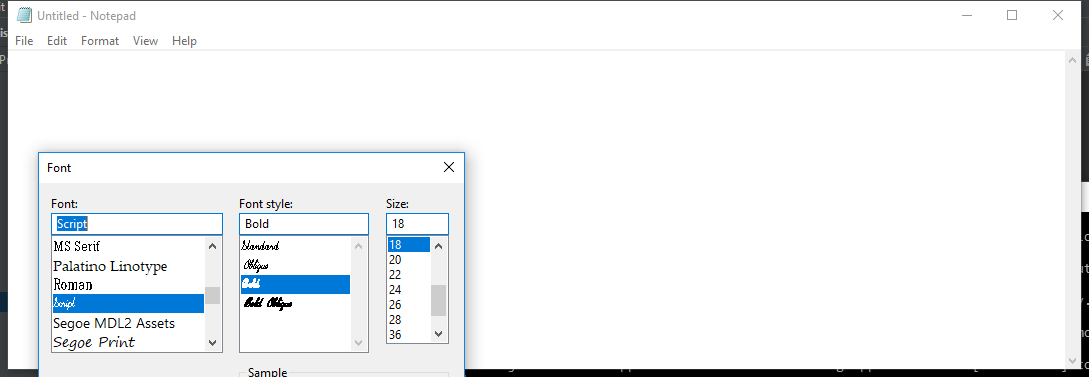 Untitled - Notepad
File Edit Format View Help
Font
Font: Font style: Size:
Script Bold 18
MS Serif Standard 18
Palatino Linotype Oblique 20
Roman Bold 22
Script Bold Oblique 24
Segoe MDL2 Assets 26
Segoe Print 28
36
Sample